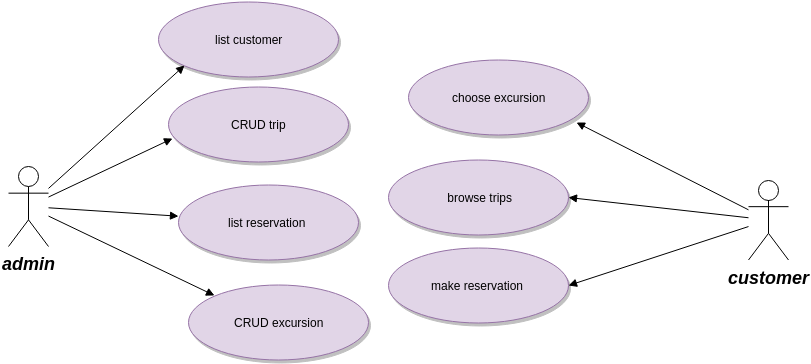 list customer
CRUD trip
list reservation
CRUD excursion
admin
choose excursion
browse trips
make reservation
customer